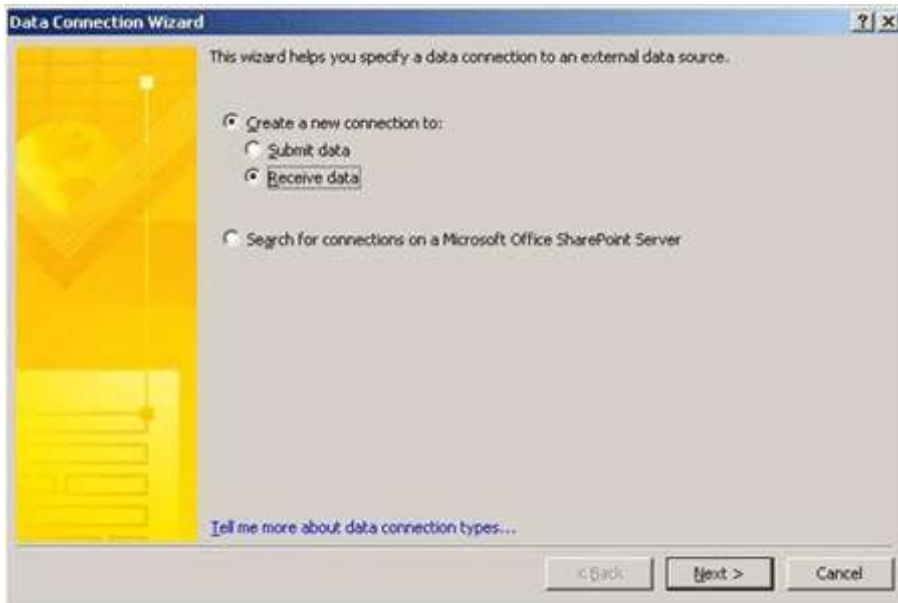 Data Connection Wizard
This wizard helps you specify a data connection to an external data source.
Create a new connection to:
Submit data
Receive data
Search for connections on a Microsoft Office SharePoint Server
Tell me more about data connection types...
< Back
Next >
Cancel